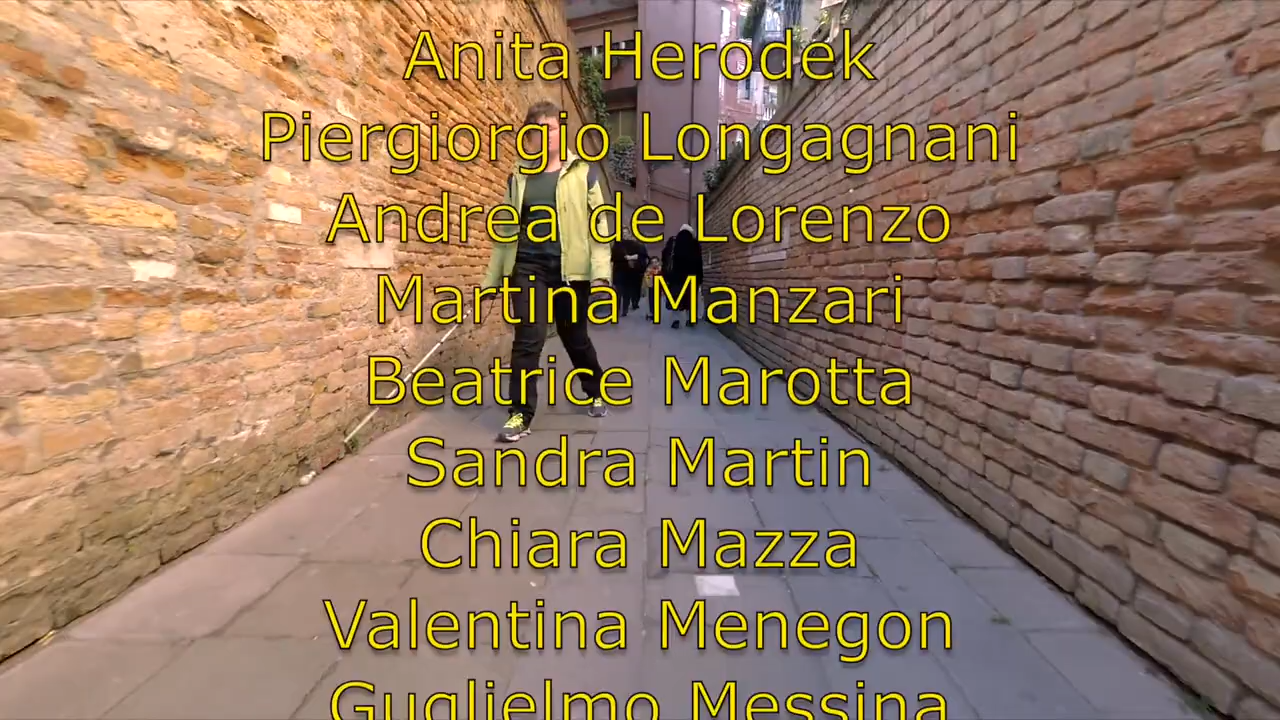 Anita Herodek
Piergiorgio Longagnani
Andrea de Lorenzo
Martina Manzari
Beatrice Marotta
Sandra Martin
Chiara Mazza
Valentina Menegon
Guglielmo Messina